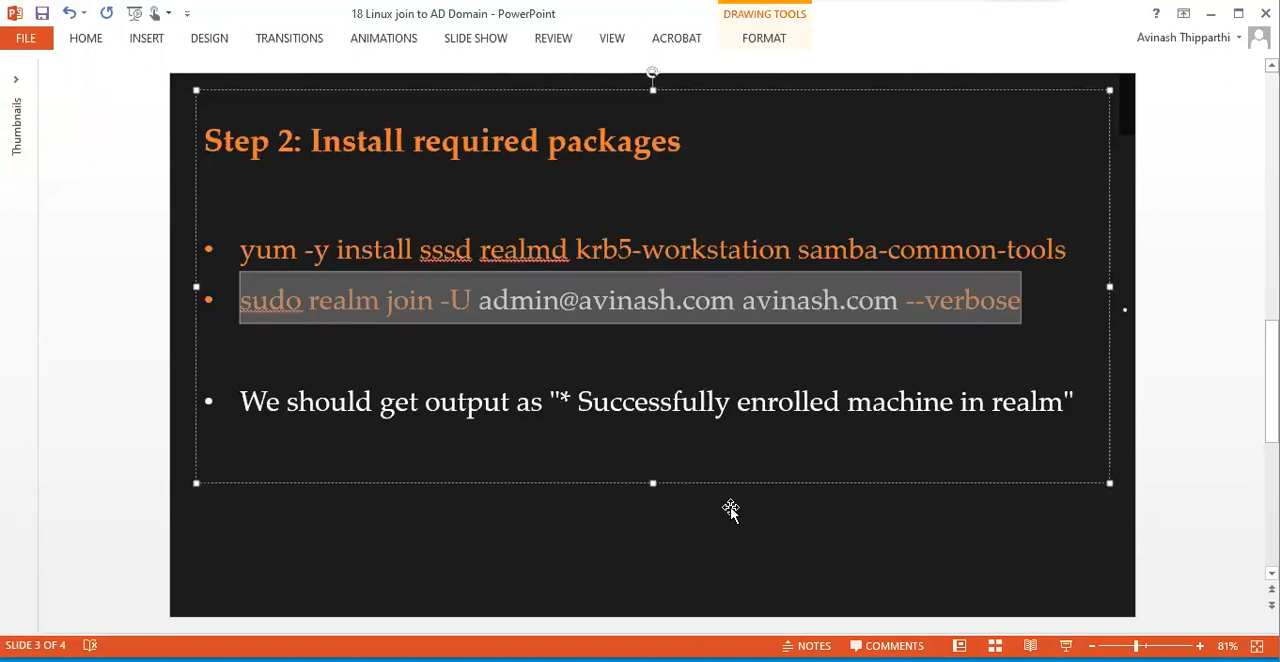 18 Linux join to AD Domain - PowerPoint
DRAWING TOOLS
?
FILE
HOME
INSERT
DESIGN
TRANSITIONS
ANIMATIONS
SLIDE SHOW
REVIEW
VIEW
ACROBAT
FORMAT
Avinash Thipparthi
Thumbnails
Step 2: Install required packages
• yum -y install sssd realmd krb5-workstation samba-common-tools
• sudo realm join -U admin@avinash.com avinash.com --verbose
• We should get output as "* Successfully enrolled machine in realm"
SLIDE 3 OF 4
NOTES
COMMENTS
81%